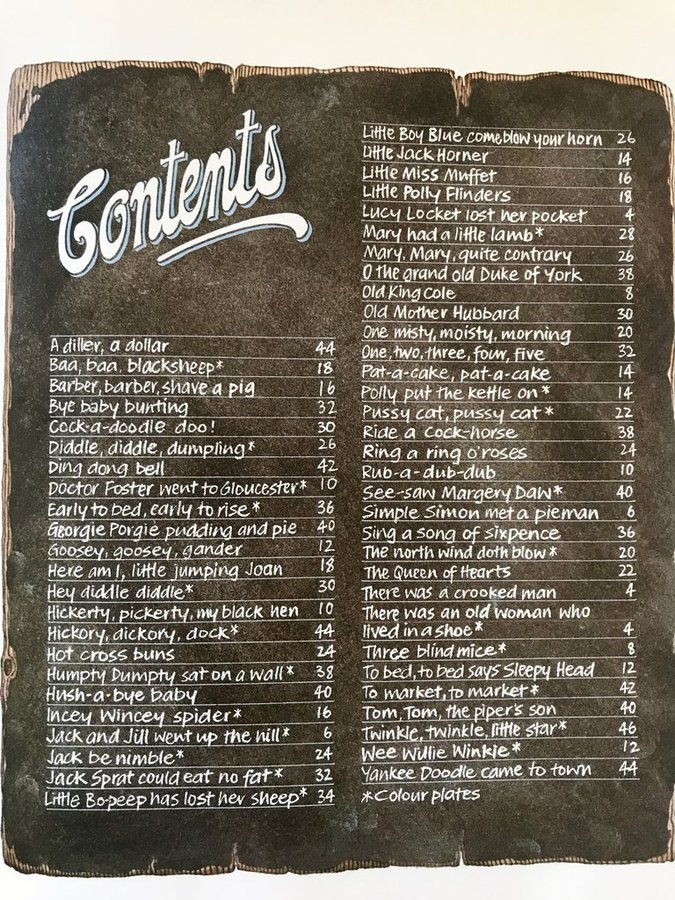 Contents
A diller, a dollar 44
Baa, baa, blacksheep* 18
Barber, barber, shave a pig 16
Bye baby bunting 32
Cock-a-doodle doo! 30
Diddle, diddle, dumpling* 26
Ding dong bell 42
Doctor Foster went to Gloucester* 10
Early to bed, early to rise* 36
Georgie Porgie pudding and pie 40
Goosey, goosey, gander 12
Here am I, little jumping Joan 18
Hey diddle diddle* 30
Hickerty, pickerty, my black hen 10
Hickory, dickory, dock* 44
Hot cross buns 24
Humpty Dumpty sat on a wall* 38
Hush-a-bye baby 40
Incey Wincey spider* 16
Jack and Jill went up the hill* 6
Jack be nimble* 24
Jack Sprat could eat no fat* 32
Little Bo-peep has lost her sheep* 34
Little Boy Blue come blow your horn 26
Little Jack Horner 14
Little Miss Muffet 16
Little Polly Flinders 18
Lucy Locket lost her pocket 4
Mary had a little lamb* 28
Mary, Mary, quite contrary 26
O the grand old Duke of York 38
Old King Cole 8
Old Mother Hubbard 30
One misty, moisty, morning 20
One, two, three, four, five 32
Pat-a-cake, pat-a-cake 14
Polly put the kettle on* 14
Pussy cat, pussy cat* 22
Ride a cock-horse 38
Ring a ring o'roses 24
Rub-a-dub-dub 10
See-saw Margery Daw* 40
Simple Simon met a pieman 6
Sing a song of sixpence 36
The north wind doth blow* 20
The Queen of Hearts 22
There was a crooked man 4
There was an old woman who
lived in a shoe* 4
Three blind mice* 8
To bed, to bed says Sleepy Head 12
To market, to market* 42
Tom, Tom, the piper's son 40
Twinkle, twinkle, little star* 46
Wee Willie Winkie* 12
Yankee Doodle came to town 44
*Colour plates